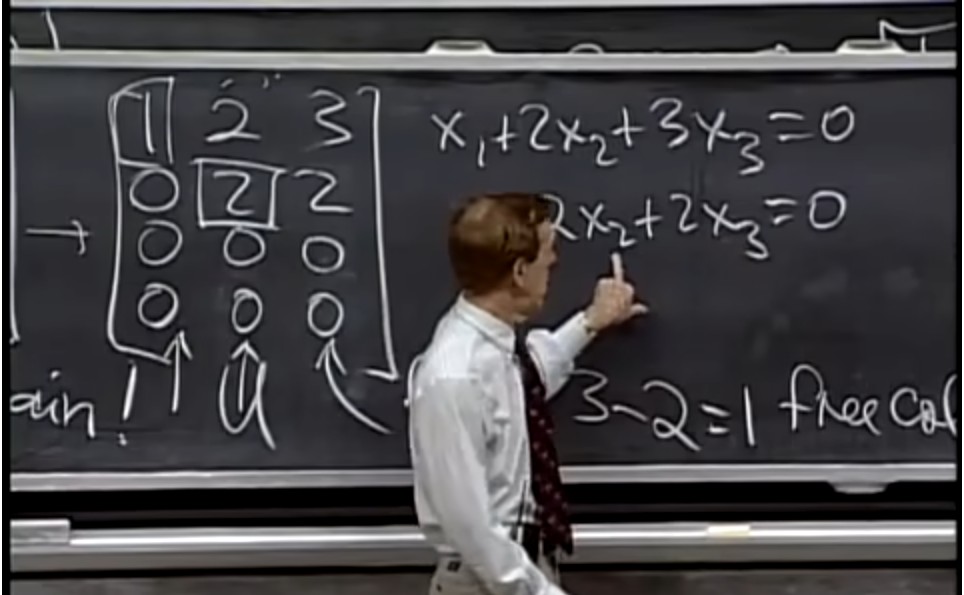 1 2 3
0 2 2
→ 0 0 0
0 0 0
U
x₁+2x₂+3x₃=0
2x₂+2x₃=0
3-2=1 free